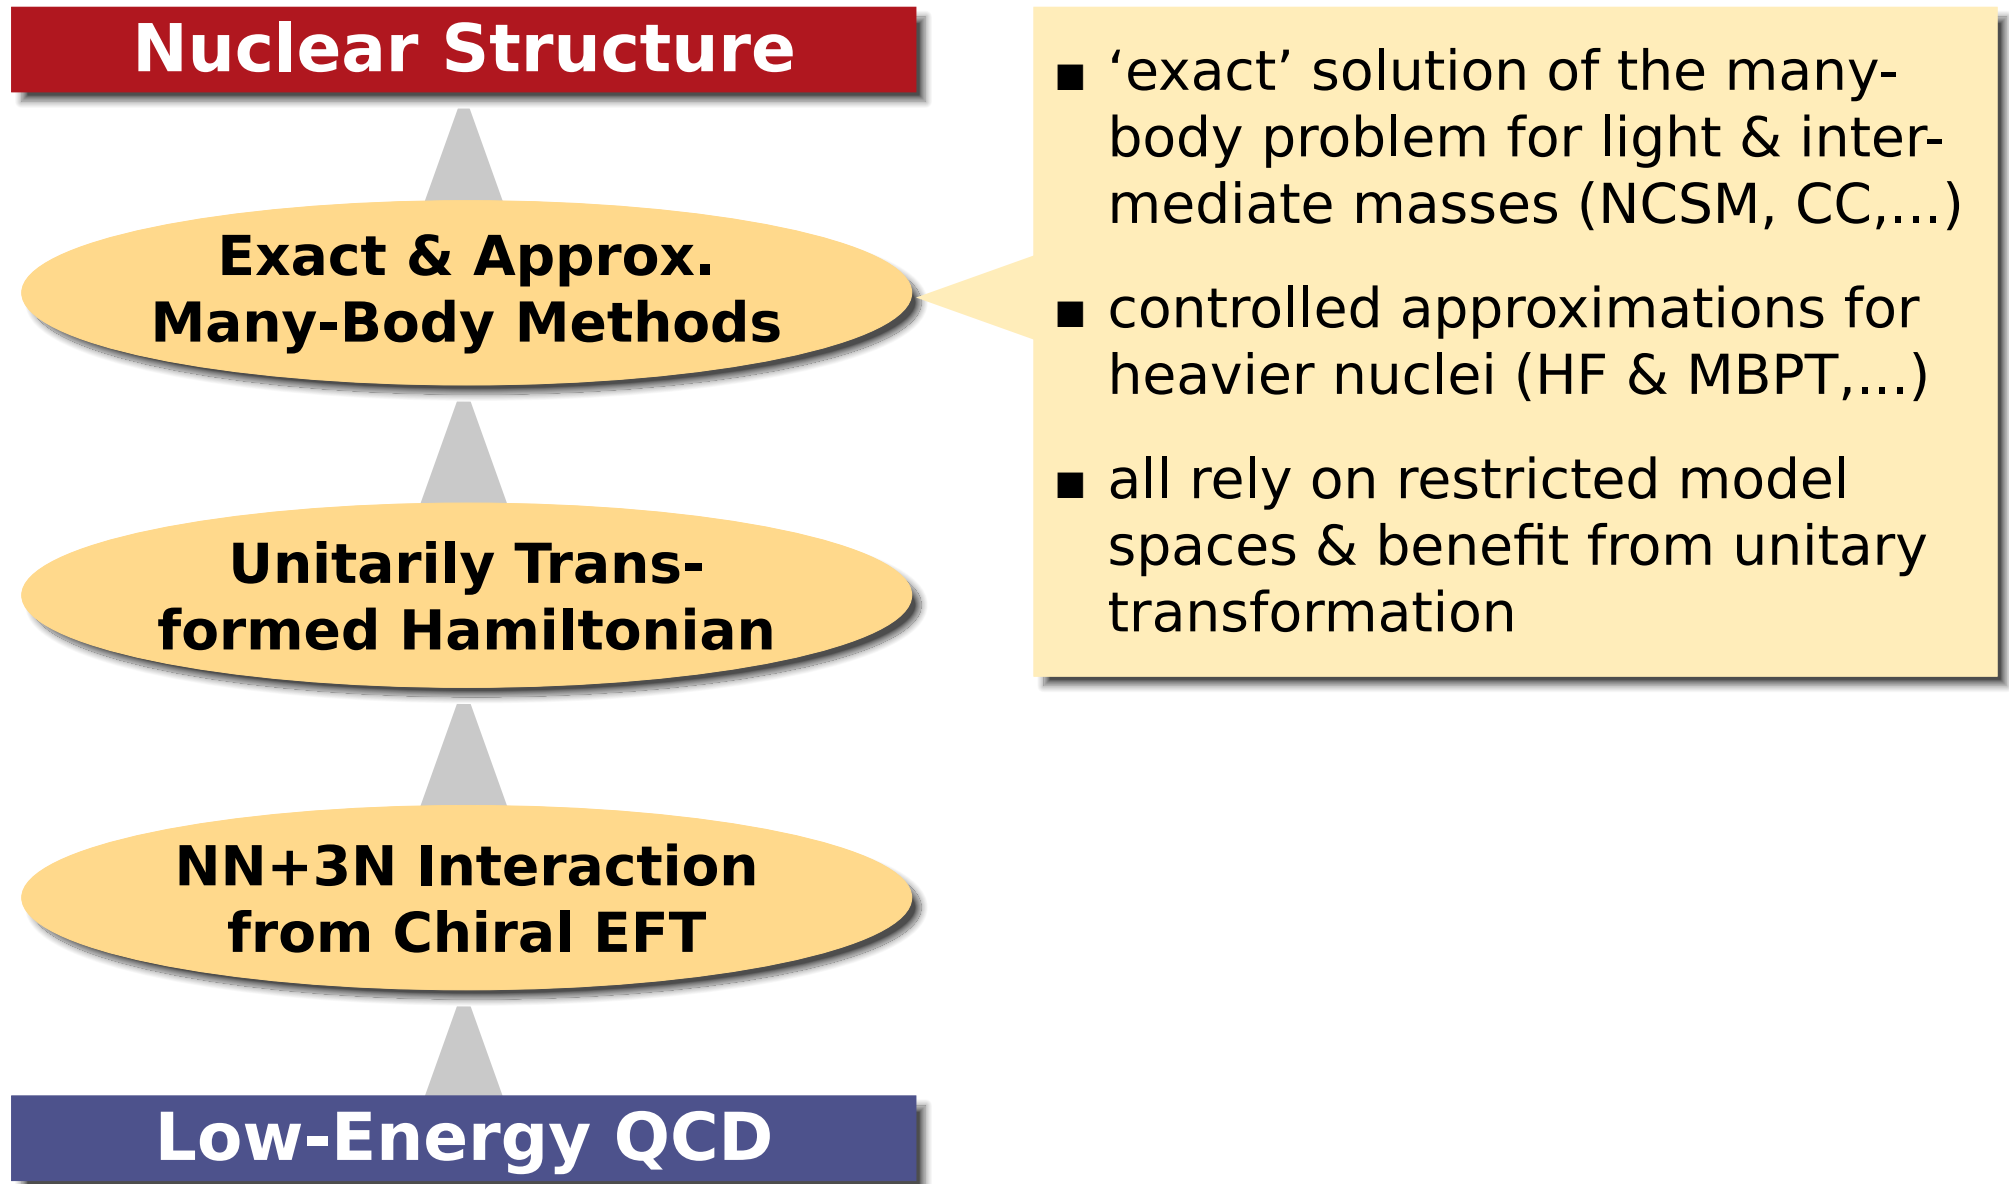 Nuclear Structure
Exact & Approx.
Many-Body Methods
Unitarily Trans-
formed Hamiltonian
NN+3N Interaction
from Chiral EFT
Low-Energy QCD
■ ‘exact’ solution of the many-
body problem for light & inter-
mediate masses (NCSM, CC,...)
■ controlled approximations for
heavier nuclei (HF & MBPT,...)
■ all rely on restricted model
spaces & benefit from unitary
transformation